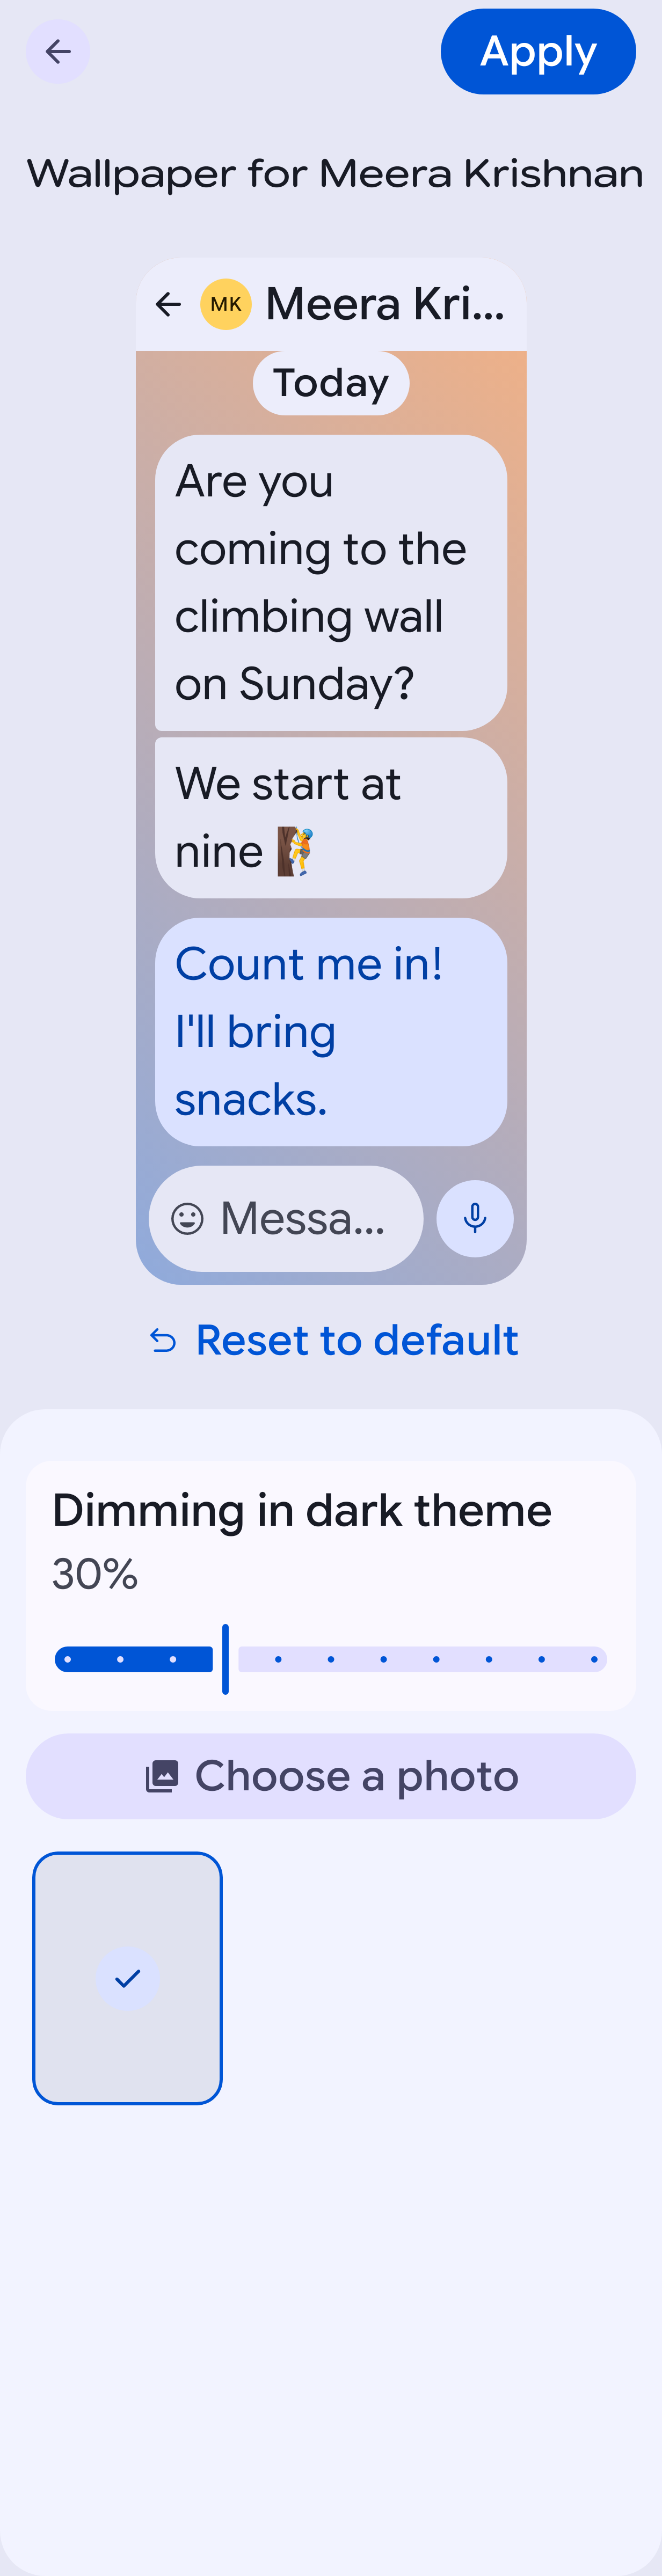 Apply
Wallpaper for Meera Krishnan
MK Meera Kri...
Today
Are you
coming to the
climbing wall
on Sunday?
We start at
nine 🧗
Count me in!
I'll bring
snacks.
Messa...
Reset to default
Dimming in dark theme
30%
Choose a photo